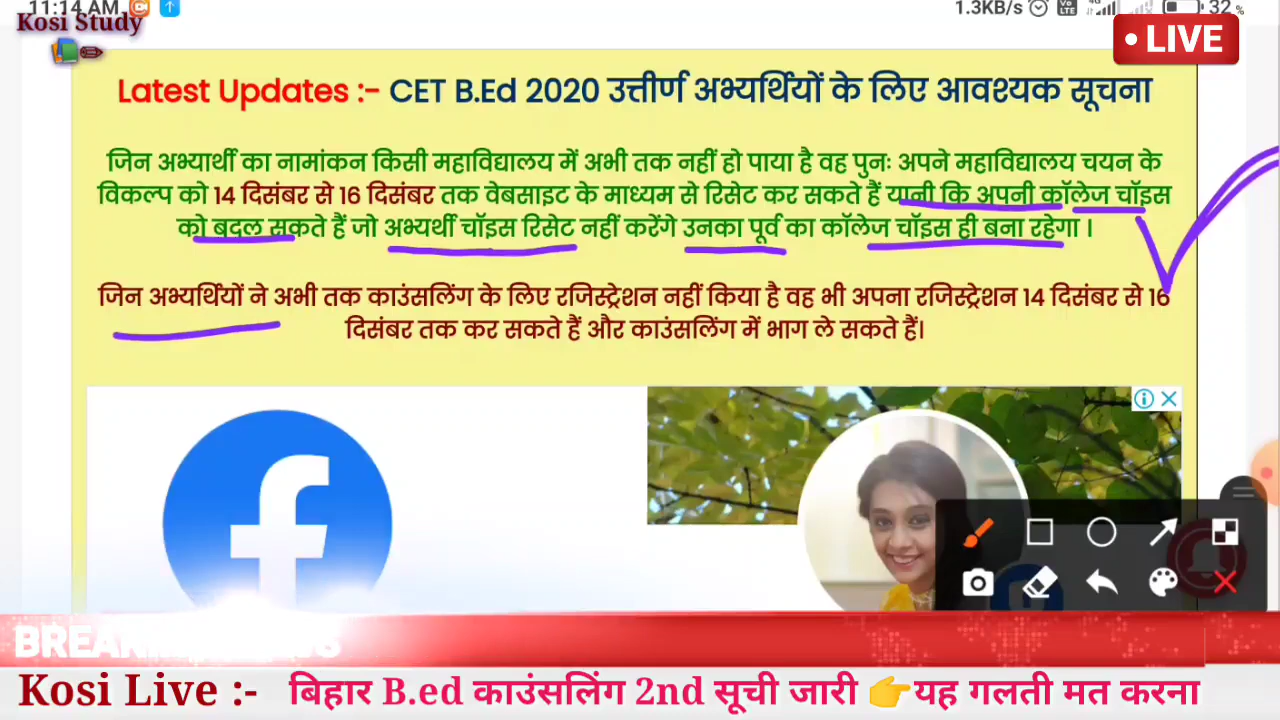 11:14 AM
1.3KB/s
32%
Kosi Study
LIVE
Latest Updates :- CET B.Ed 2020 उत्तीर्ण अभ्यर्थियों के लिए आवश्यक सूचना
जिन अभ्यार्थी का नामांकन किसी महाविद्यालय में अभी तक नहीं हो पाया है वह पुनः अपने महाविद्यालय चयन के
विकल्प को 14 दिसंबर से 16 दिसंबर तक वेबसाइट के माध्यम से रिसेट कर सकते हैं यानी कि अपनी कॉलेज चॉइस
को बदल सकते हैं जो अभ्यर्थी चॉइस रिसेट नहीं करेंगे उनका पूर्व का कॉलेज चॉइस ही बना रहेगा ।
जिन अभ्यर्थियों ने अभी तक काउंसलिंग के लिए रजिस्ट्रेशन नहीं किया है वह भी अपना रजिस्ट्रेशन 14 दिसंबर से 16
दिसंबर तक कर सकते हैं और काउंसलिंग में भाग ले सकते हैं।
Kosi Live :- बिहार B.ed काउंसलिंग 2nd सूची जारी 👉यह गलती मत करना